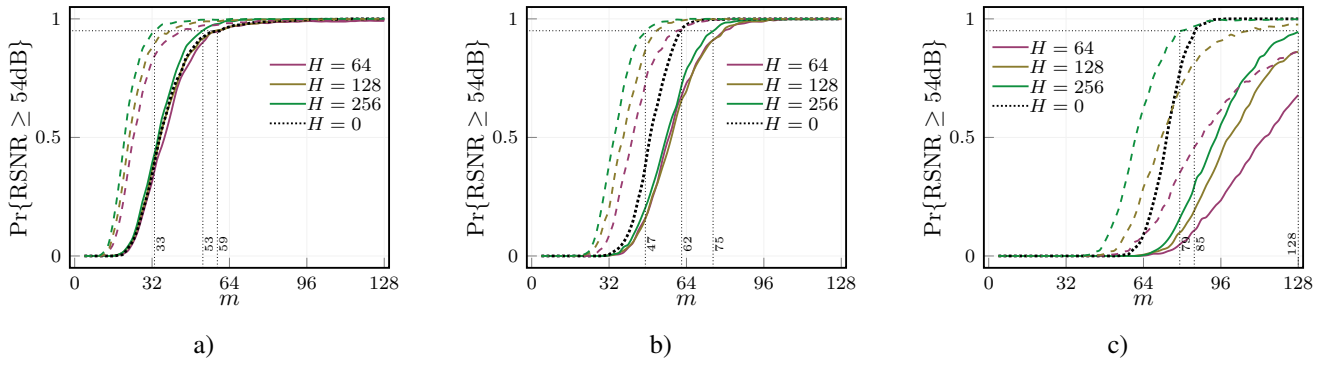 Pr{RSNR ≥ 54dB}
1
0.5
0
H = 64
H = 128
H = 256
H = 0
33
53
59
0 32 64 96 128
m
a)
Pr{RSNR ≥ 54dB}
1
0.5
0
H = 64
H = 128
H = 256
H = 0
47
62
75
0 32 64 96 128
m
b)
Pr{RSNR ≥ 54dB}
1
0.5
0
H = 64
H = 128
H = 256
H = 0
79
85
128
0 32 64 96 128
m
c)